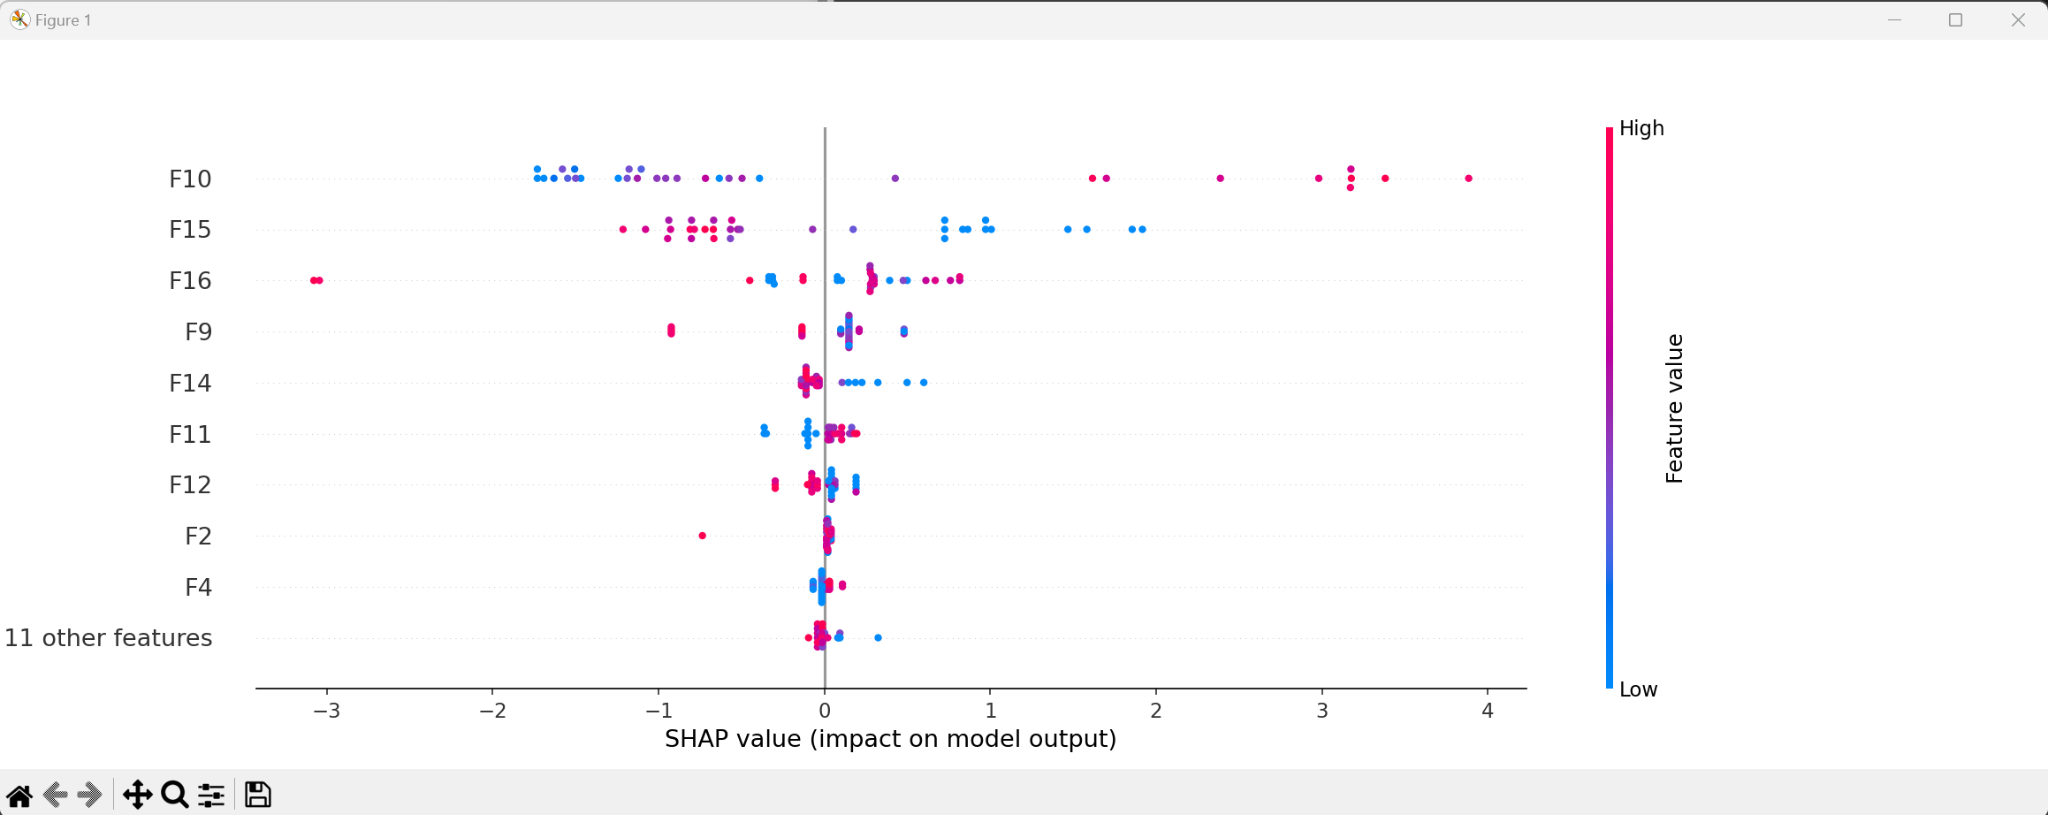 Figure 1
High
F10
F15
F16
F9
F14
F11
F12
F2
F4
11 other features
Feature value
Low
−3 −2 −1 0 1 2 3 4
SHAP value (impact on model output)